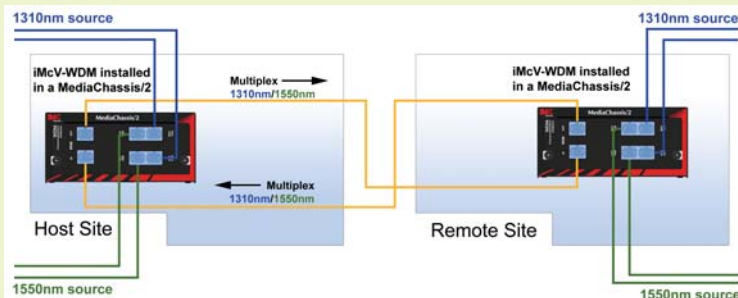 1310nm source
1310nm source
iMcV-WDM installed
in a MediaChassis/2
Multiplex
1310nm/1550nm
iMcV-WDM installed
in a MediaChassis/2
MediaChassis/2
MediaChassis/2
Multiplex
1310nm/1550nm
Host Site
Remote Site
1550nm source
1550nm source